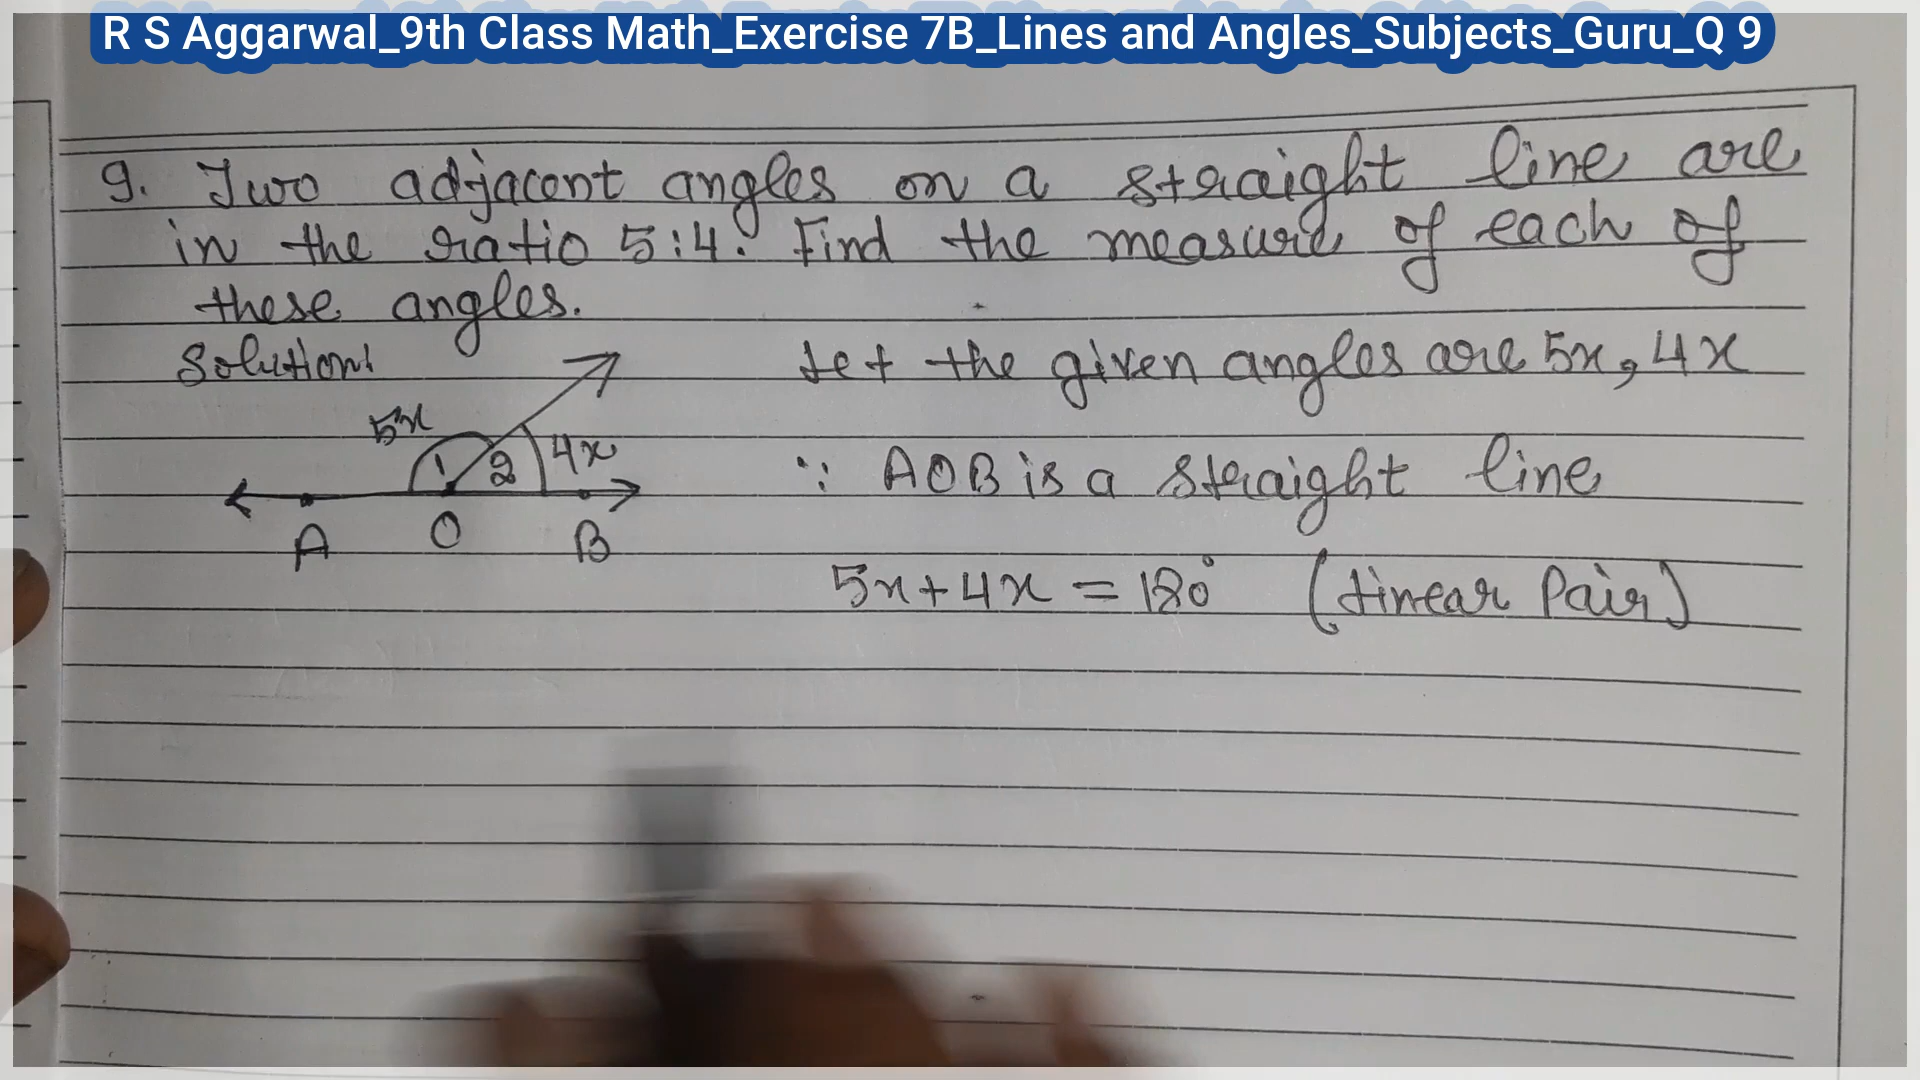 R S Aggarwal_9th Class Math_Exercise 7B_Lines and Angles_Subjects_Guru_Q 9
9. Two adjacent angles on a straight line are
in the ratio 5:4. Find the measure of each of
these angles.
Solution:
Let the given angles are 5x, 4x
5x
1 2 4x
A O B
∵ AOB is a straight line
5x+4x = 180° (Linear Pair)